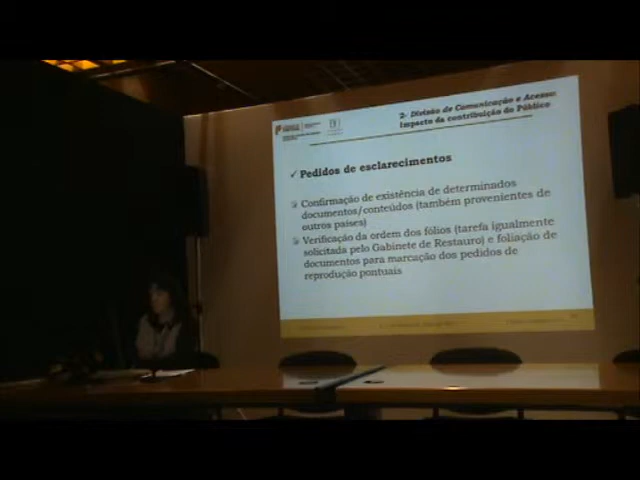 2- Divisão de Comunicação e Acesso:
Impacto da contribuição do Público
✓ Pedidos de esclarecimentos
Confirmação de existência de determinados
documentos/conteúdos (também provenientes de
outros países)
Verificação da ordem dos fólios (tarefa igualmente
solicitada pelo Gabinete de Restauro) e foliação de
documentos para marcação dos pedidos de
reprodução pontuais